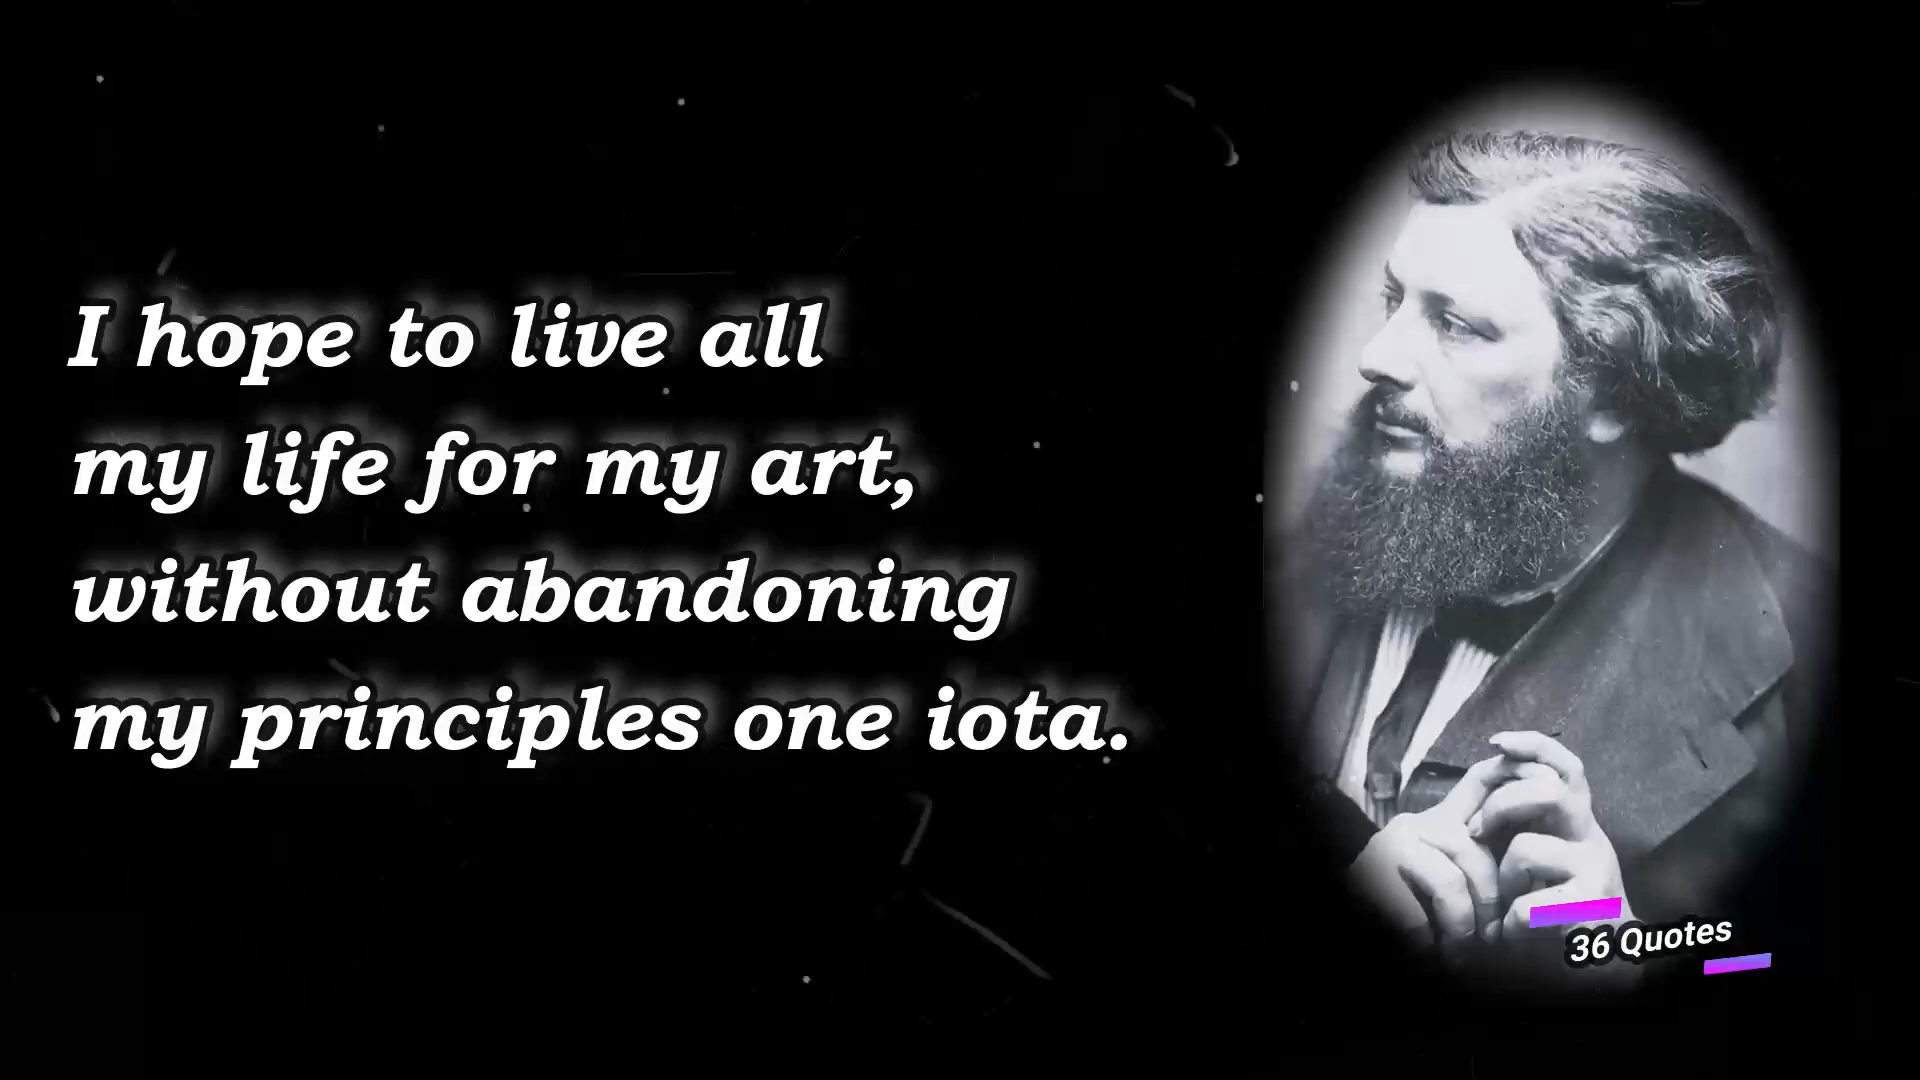 I hope to live all
my life for my art,
without abandoning
my principles one iota.
36 Quotes